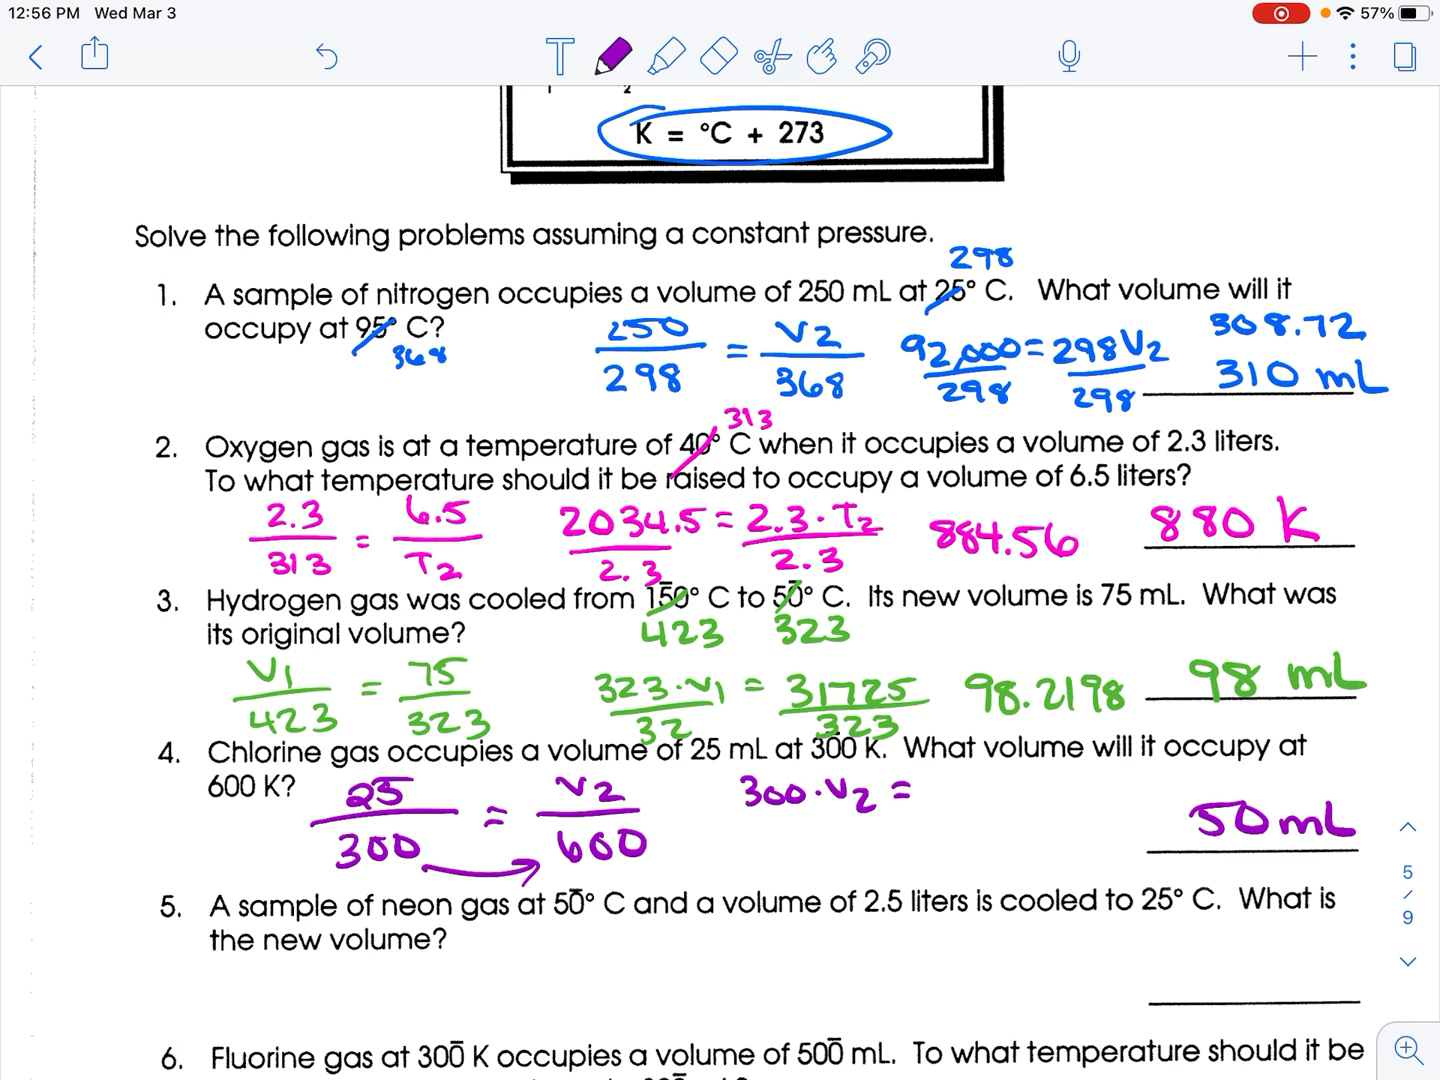 12:56 PM Wed Mar 3 57%
T
1 2
K = °C + 273
Solve the following problems assuming a constant pressure.
298
1. A sample of nitrogen occupies a volume of 250 mL at 25° C. What volume will it
occupy at 95° C?
368
250 / 298 = V2 / 368
92,000 / 298 = 298 V2 / 298
308.72
310 mL
313
2. Oxygen gas is at a temperature of 40° C when it occupies a volume of 2.3 liters.
To what temperature should it be raised to occupy a volume of 6.5 liters?
2.3 / 313 = 6.5 / T2
2034.5 / 2.3 = 2.3 · T2 / 2.3
884.56
880 K
3. Hydrogen gas was cooled from 150° C to 50̄° C. Its new volume is 75 mL. What was
its original volume?
423 323
V1 / 423 = 75 / 323
323 · V1 / 32 = 31725 / 323
98.2198
98 mL
4. Chlorine gas occupies a volume of 25 mL at 300 K. What volume will it occupy at
600 K?
25 / 300 = V2 / 600
300 · V2 =
50 mL
5. A sample of neon gas at 50̄° C and a volume of 2.5 liters is cooled to 25° C. What is
the new volume?
6. Fluorine gas at 300̄ K occupies a volume of 500̄ mL. To what temperature should it be
5
/
9